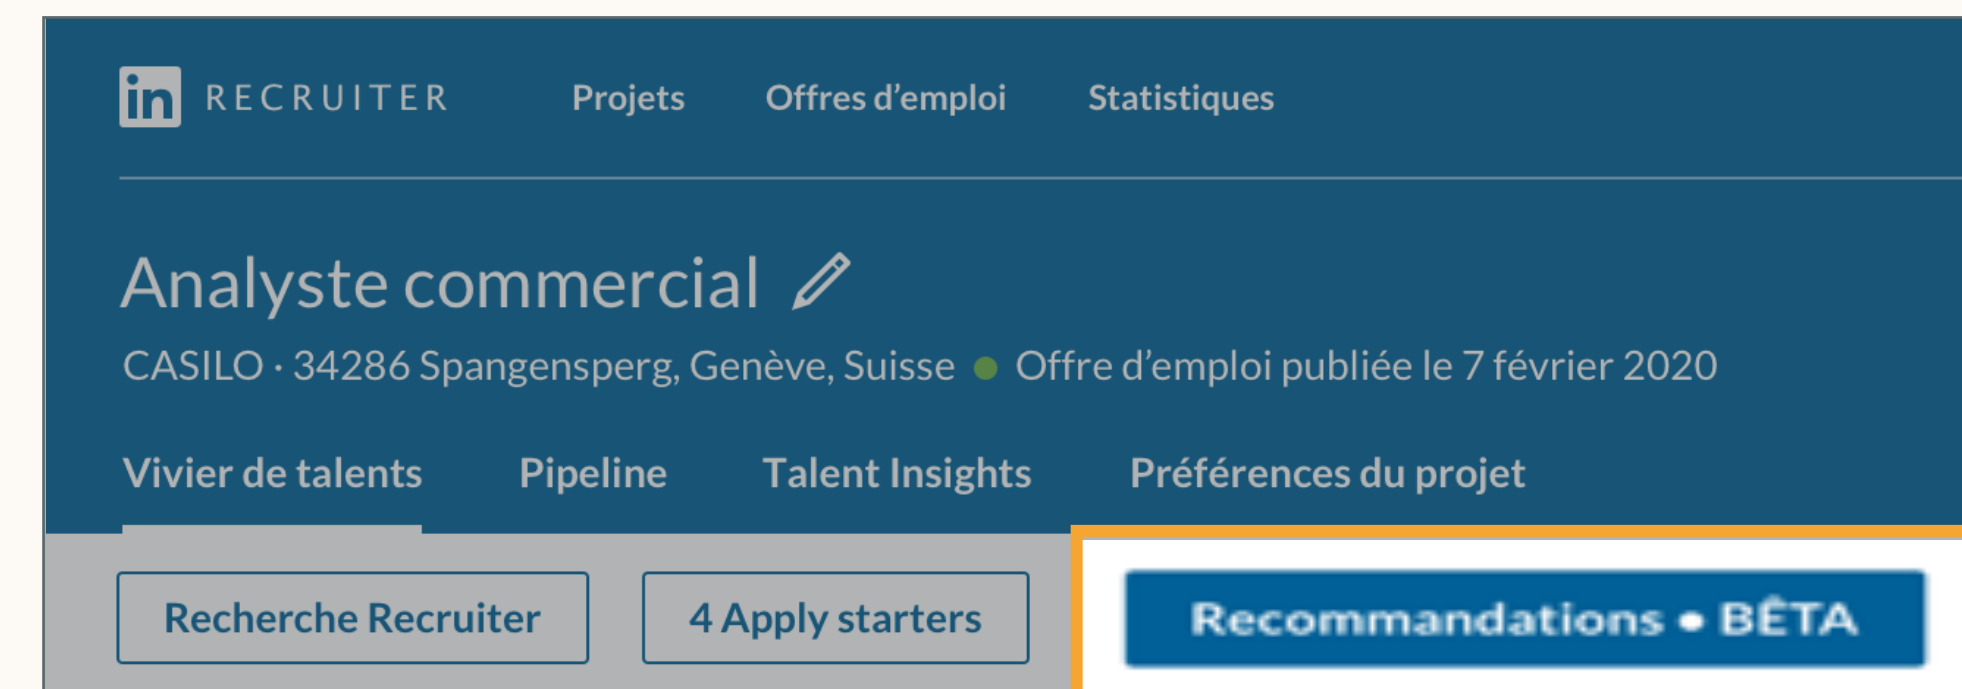 in RECRUITER Projets Offres d’emploi Statistiques
Analyste commercial
CASILO · 34286 Spangensperg, Genève, Suisse ● Offre d’emploi publiée le 7 février 2020
Vivier de talents Pipeline Talent Insights Préférences du projet
Recherche Recruiter 4 Apply starters Recommandations • BÊTA